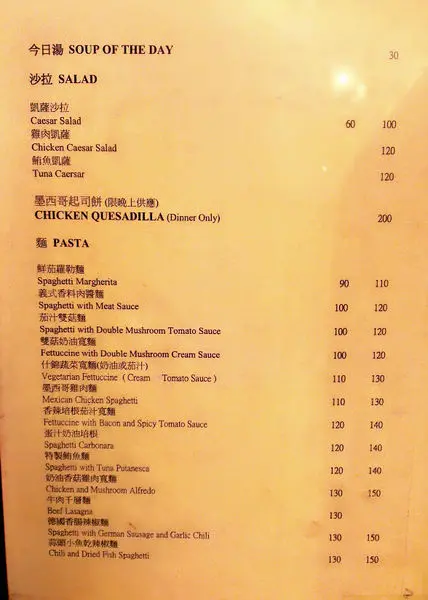 今日湯 SOUP OF THE DAY 30
沙拉 SALAD
凱薩沙拉
Caesar Salad 60 100
雞肉凱薩
Chicken Caesar Salad 120
鮪魚凱薩
Tuna Caersar 120
墨西哥起司餅 (限晚上供應)
CHICKEN QUESADILLA (Dinner Only) 200
麵 PASTA
鮮茄羅勒麵
Spaghetti Margherita 90 110
義式香料肉醬麵
Spaghetti with Meat Sauce 100 120
茄汁雙菇麵
Spaghetti with Double Mushroom Tomato Sauce 100 120
雙菇奶油寬麵
Fettuccine with Double Mushroom Cream Sauce 100 120
什錦蔬菜寬麵(奶油或茄汁)
Vegetarian Fettuccine ( Cream Tomato Sauce ) 110 130
墨西哥雞肉麵
Mexican Chicken Spaghetti 110 130
香辣培根茄汁寬麵
Fettuccine with Bacon and Spicy Tomato Sauce 120 140
蛋汁奶油培根
Spaghetti Carbonara 120 140
特製鮪魚麵
Spaghetti with Tuna Putanesca 120 140
奶油香菇雞肉寬麵
Chicken and Mushroom Alfredo 130 150
牛肉千層麵
Beef Lasagna 130
德國香腸辣椒麵
Spaghetti with German Sausage and Garlic Chili 130 150
蒜頭小魚乾辣椒麵
Chili and Dried Fish Spaghetti 130 150